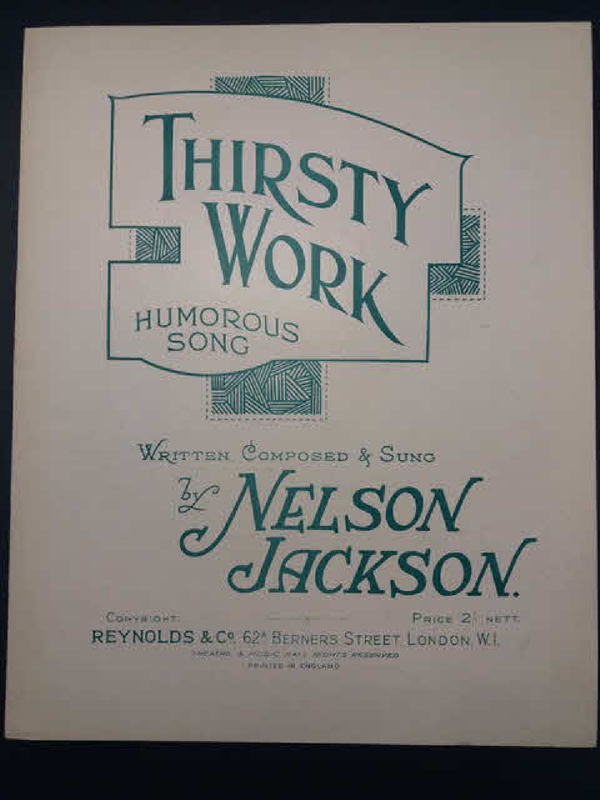 THIRSTY
WORK
HUMOROUS
SONG
WRITTEN, COMPOSED & SUNG
by NELSON
JACKSON.
COPYRIGHT. PRICE 2/- NETT.
REYNOLDS & Cº. 62ᴬ BERNERS STREET, LONDON, W.1.
THEATRE & MUSIC HALL RIGHTS RESERVED
PRINTED IN ENGLAND